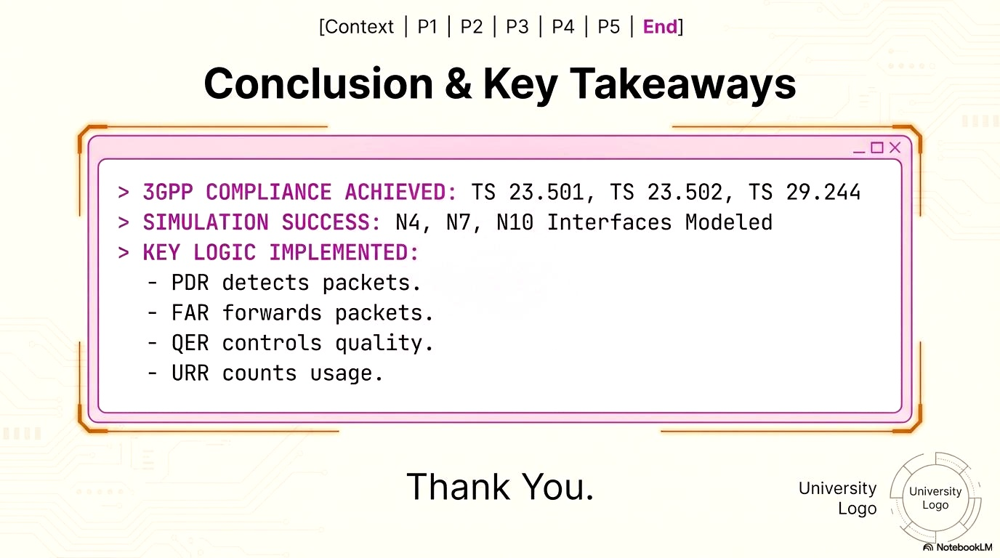 [Context | P1 | P2 | P3 | P4 | P5 | End]
Conclusion & Key Takeaways
> 3GPP COMPLIANCE ACHIEVED: TS 23.501, TS 23.502, TS 29.244
> SIMULATION SUCCESS: N4, N7, N10 Interfaces Modeled
> KEY LOGIC IMPLEMENTED:
- PDR detects packets.
- FAR forwards packets.
- QER controls quality.
- URR counts usage.
Thank You.
University
Logo
University
Logo
NotebookLM